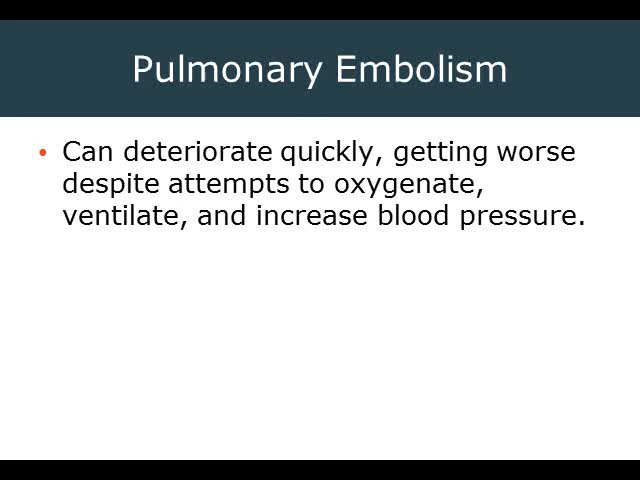 Pulmonary Embolism
• Can deteriorate quickly, getting worse
despite attempts to oxygenate,
ventilate, and increase blood pressure.